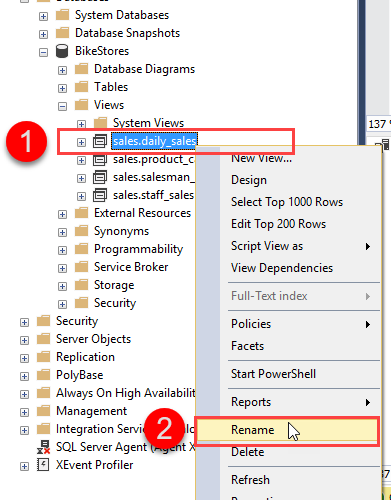 System Databases
Database Snapshots
BikeStores
Database Diagrams
Tables
Views
System Views
1
sales.daily_sales
sales.product_
sales.salesman_
sales.staff_sales
External Resources
Synonyms
Programmability
Service Broker
Storage
Security
Security
Server Objects
Replication
PolyBase
Always On High Availabilit
Management
Integration Servic
SQL Server Agent (Agent X
XEvent Profiler
137 %
New View...
Design
Select Top 1000 Rows
Edit Top 200 Rows
Script View as
View Dependencies
Full-Text index
Policies
Facets
Start PowerShell
Reports
2
Rename
Delete
Refresh